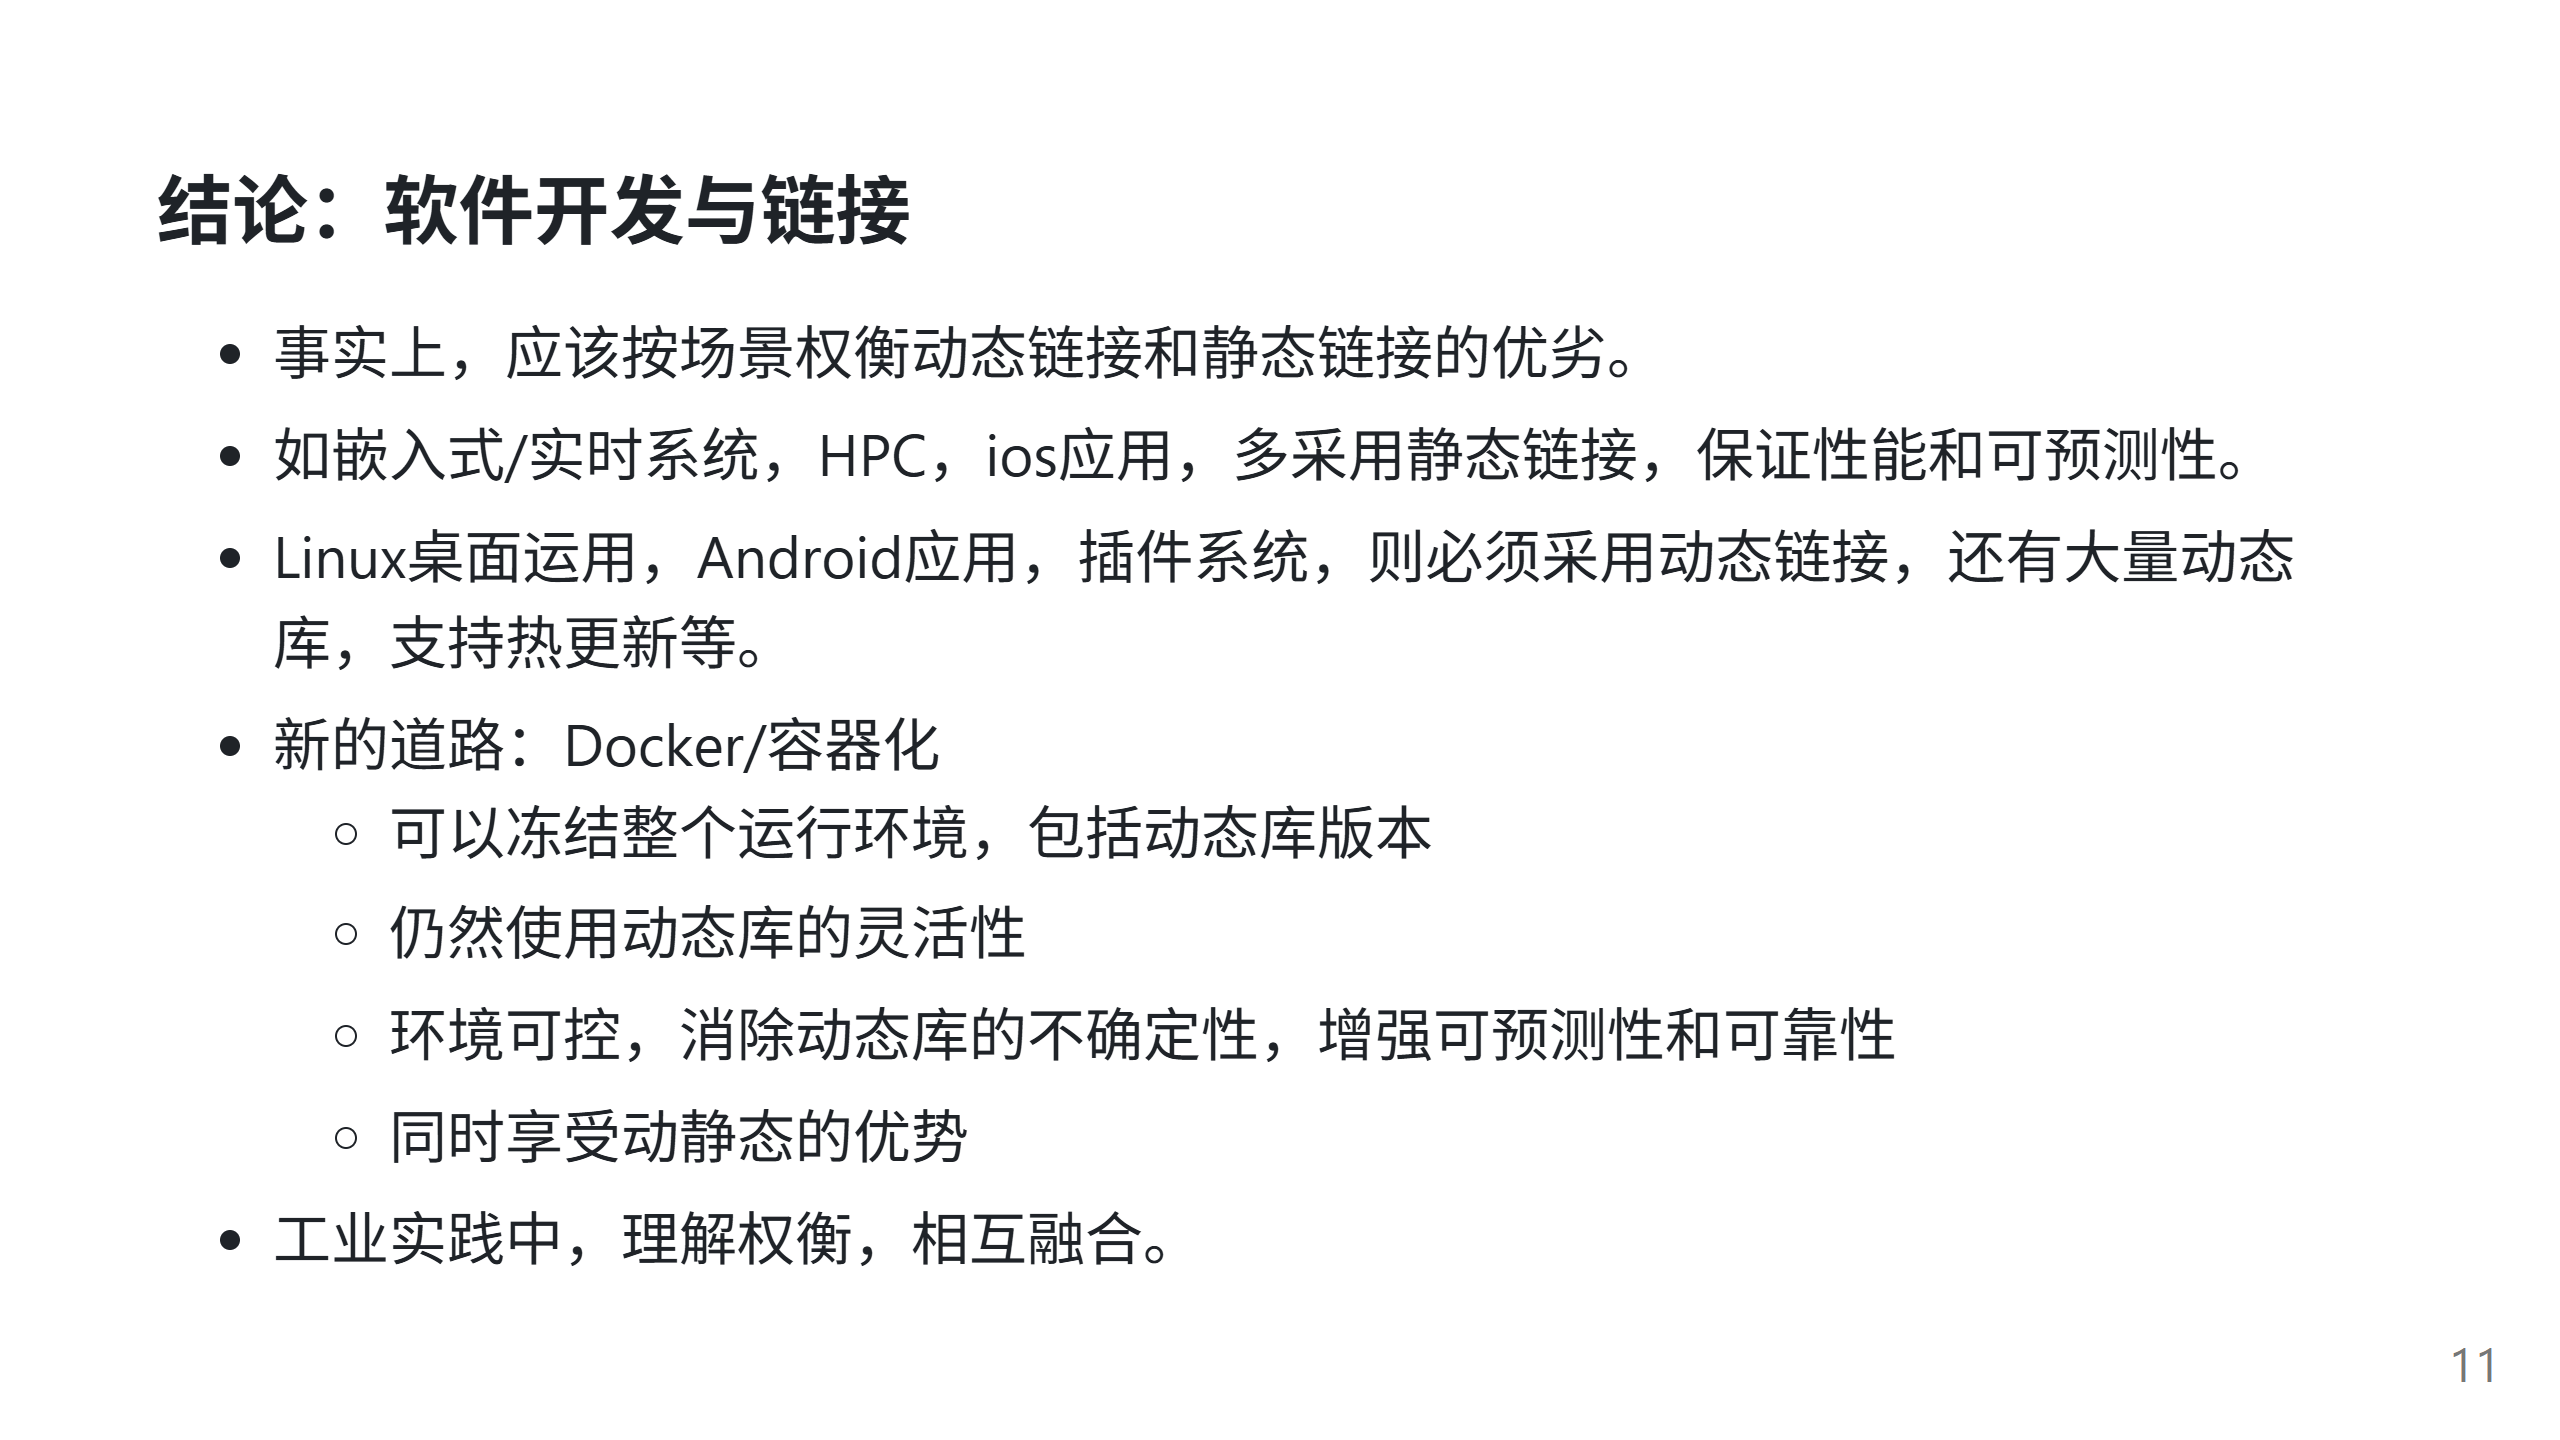 结论：软件开发与链接
事实上，应该按场景权衡动态链接和静态链接的优劣。
如嵌入式/实时系统，HPC，ios应用，多采用静态链接，保证性能和可预测性。
Linux桌面运用，Android应用，插件系统，则必须采用动态链接，还有大量动态
库，支持热更新等。
新的道路：Docker/容器化
可以冻结整个运行环境，包括动态库版本
仍然使用动态库的灵活性
环境可控，消除动态库的不确定性，增强可预测性和可靠性
同时享受动静态的优势
工业实践中，理解权衡，相互融合。
11